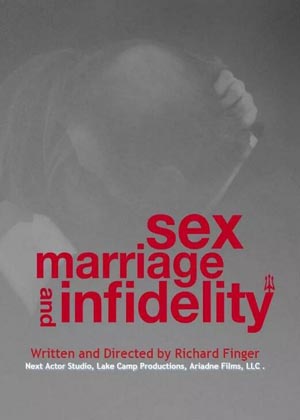 sex
marriage
and infidelity
Written and Directed by Richard Finger
Next Actor Studio, Lake Camp Productions, Ariadne Films, LLC .